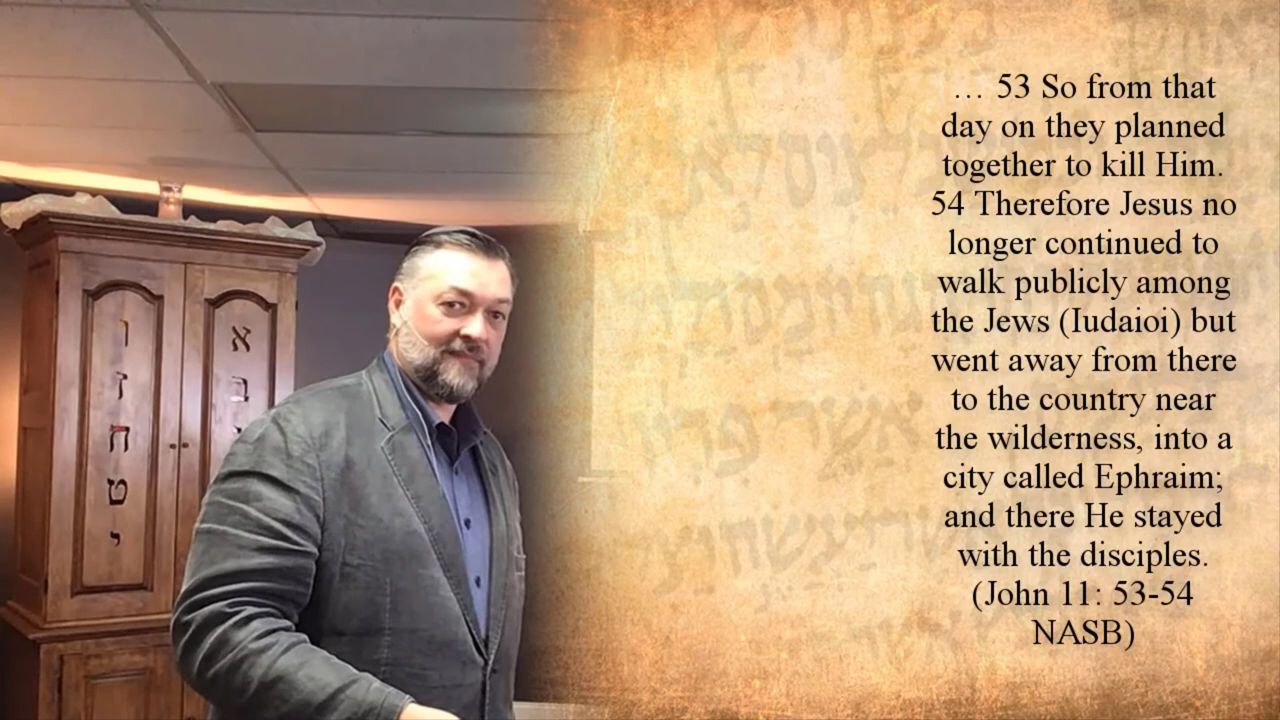 … 53 So from that
day on they planned
together to kill Him.
54 Therefore Jesus no
longer continued to
walk publicly among
the Jews (Iudaioi) but
went away from there
to the country near
the wilderness, into a
city called Ephraim;
and there He stayed
with the disciples.
(John 11: 53-54
NASB)
ו
ז
ח
ט
י
א
ב
אשר פריו